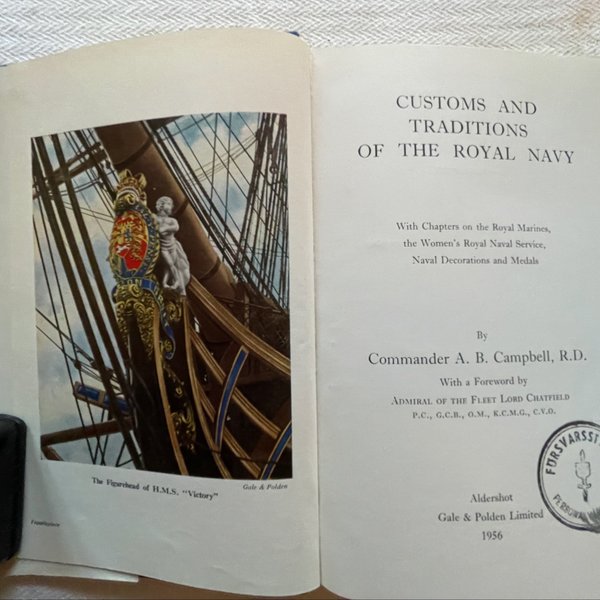 The Figurehead of H.M.S. "Victory"
Gale & Polden
Frontispiece
CUSTOMS AND
TRADITIONS
OF THE ROYAL NAVY
With Chapters on the Royal Marines,
the Women's Royal Naval Service,
Naval Decorations and Medals
By
Commander A. B. Campbell, R.D.
With a Foreword by
ADMIRAL OF THE FLEET LORD CHATFIELD
P.C., G.C.B., O.M., K.C.M.G., C.V.O.
Aldershot
Gale & Polden Limited
1956